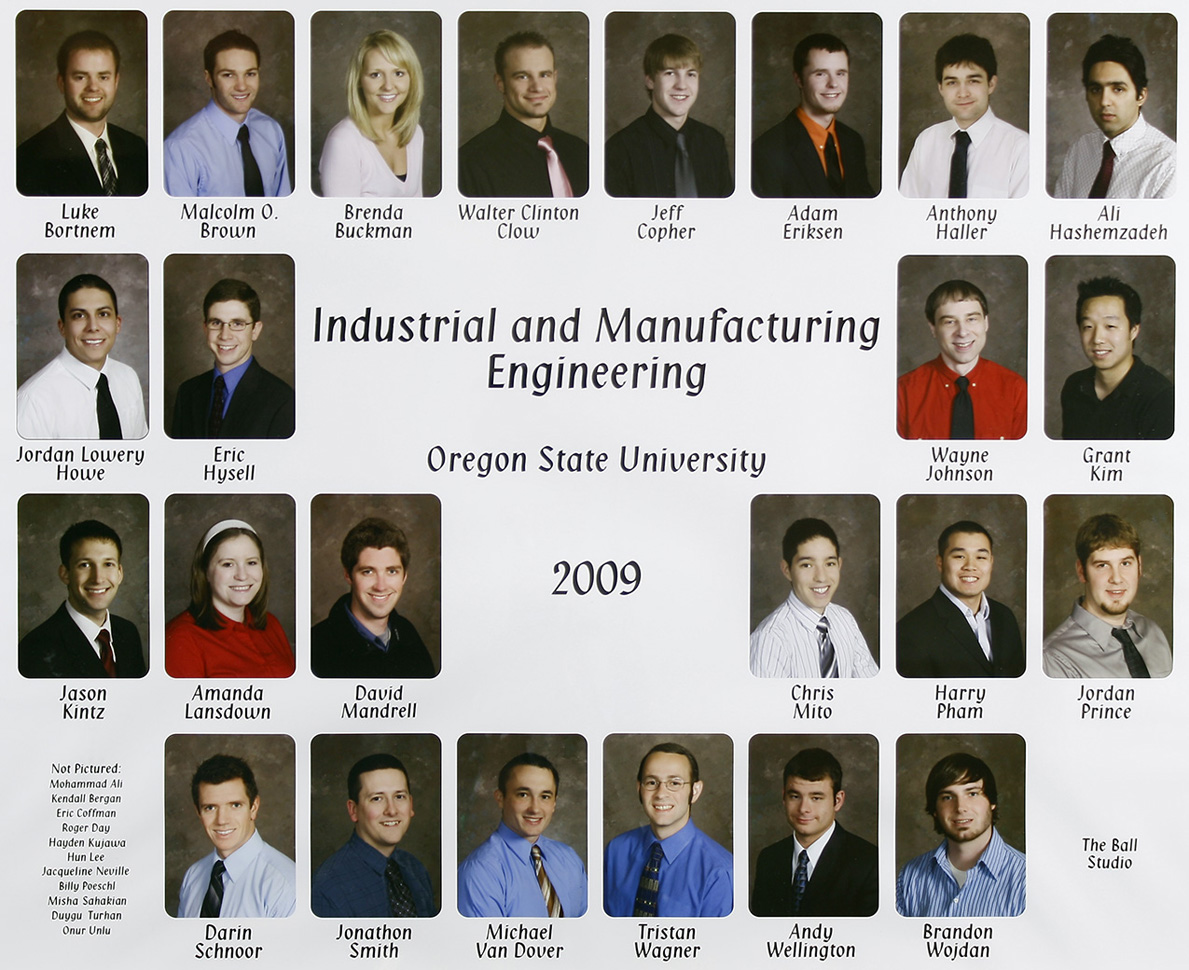 Luke
Bortnem
Malcolm O.
Brown
Brenda
Buckman
Walter Clinton
Clow
Jeff
Copher
Adam
Eriksen
Anthony
Haller
Ali
Hashemzadeh
Industrial and Manufacturing
Engineering
Jordan Lowery
Howe
Eric
Hysell
Oregon State University
Wayne
Johnson
Grant
Kim
2009
Jason
Kintz
Amanda
Lansdown
David
Mandrell
Chris
Mito
Harry
Pham
Jordan
Prince
Not Pictured:
Mohammad Ali
Kendall Bergan
Eric Coffman
Roger Day
Hayden Kujawa
Hun Lee
Jacqueline Neville
Billy Poeschl
Misha Sahakian
Duygu Turhan
Onur Unlu
Darin
Schnoor
Jonathon
Smith
Michael
Van Dover
Tristan
Wagner
Andy
Wellington
Brandon
Wojdan
The Ball
Studio